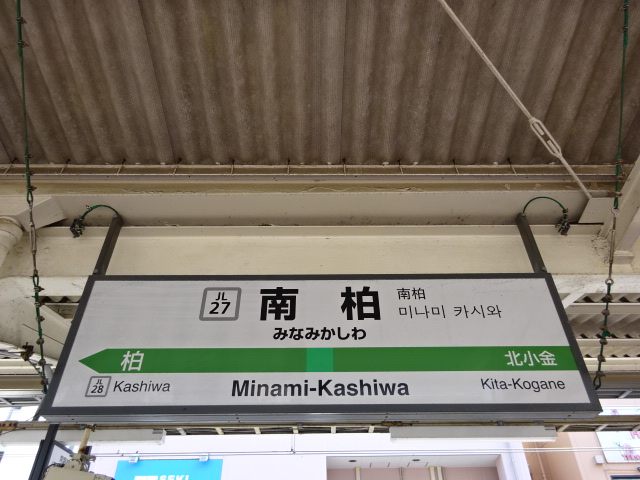 JL
27
南 柏
みなみかしわ
南柏
미나미 카시와
柏
北小金
JL
28
Kashiwa
Minami-Kashiwa
Kita-Kogane